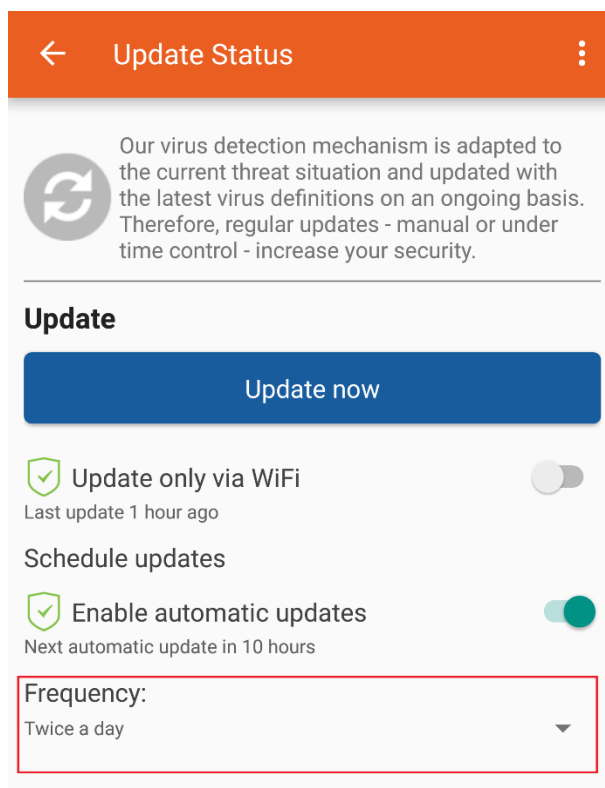 Update Status
Our virus detection mechanism is adapted to
the current threat situation and updated with
the latest virus definitions on an ongoing basis.
Therefore, regular updates - manual or under
time control - increase your security.
Update
Update now
Update only via WiFi
Last update 1 hour ago
Schedule updates
Enable automatic updates
Next automatic update in 10 hours
Frequency:
Twice a day